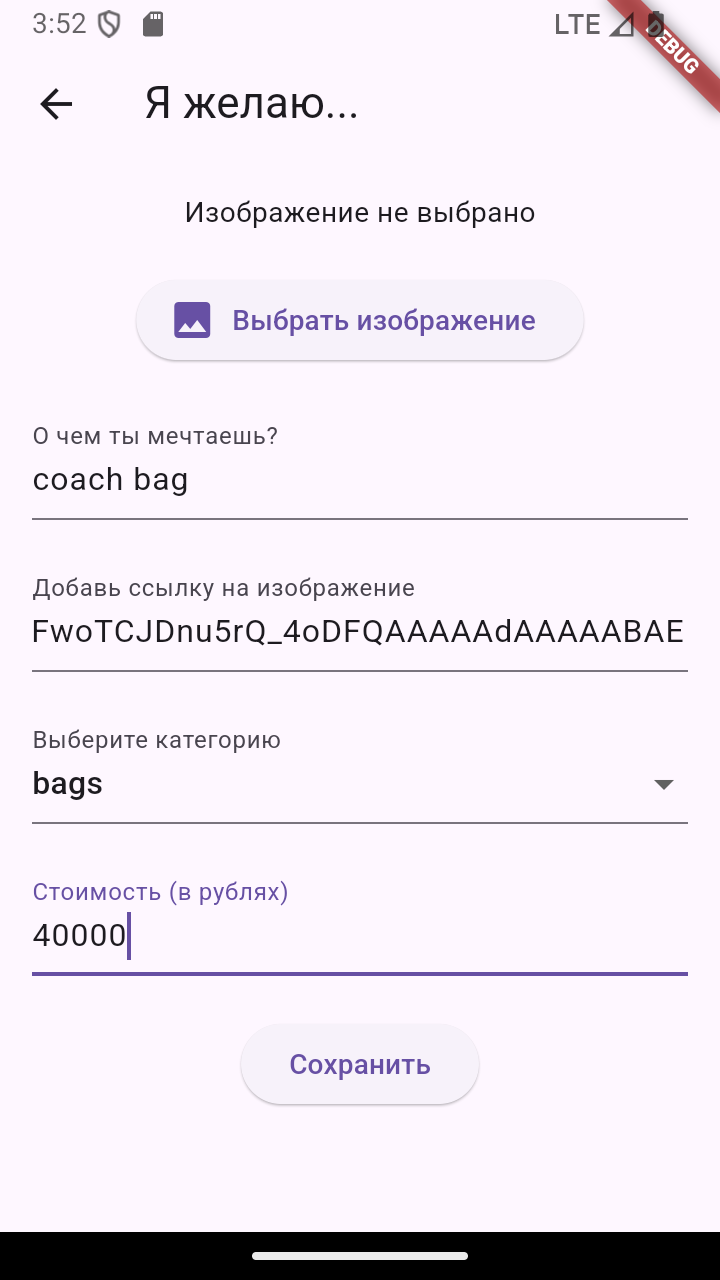 3:52
LTE
DEBUG
Я желаю...
Изображение не выбрано
Выбрать изображение
О чем ты мечтаешь?
coach bag
Добавь ссылку на изображение
FwoTCJDnu5rQ_4oDFQAAAAAdAAAAABAE
Выберите категорию
bags
Стоимость (в рублях)
40000
Сохранить